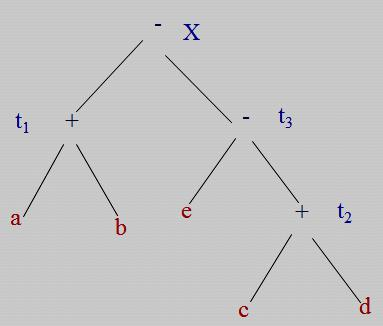 - X
t₁ + - t₃
a b e + t₂
c d